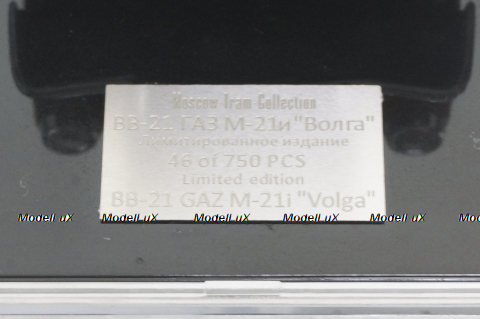 Moscow Tram Collection
ВВ-21 ГАЗ М-21и "Волга"
Лимитированное издание
46 of 750 PCS
Limited edition
BB-21 GAZ M-21i "Volga"
ModelLuX ModelLuX ModelLuX ModelLuX ModelLuX ModelLuX